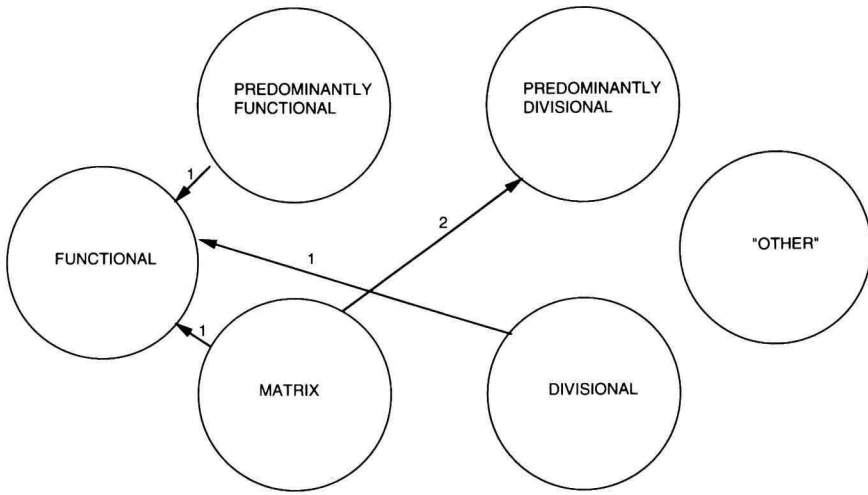 PREDOMINANTLY
FUNCTIONAL
PREDOMINANTLY
DIVISIONAL
1
2
FUNCTIONAL
1
"OTHER"
1
MATRIX
DIVISIONAL